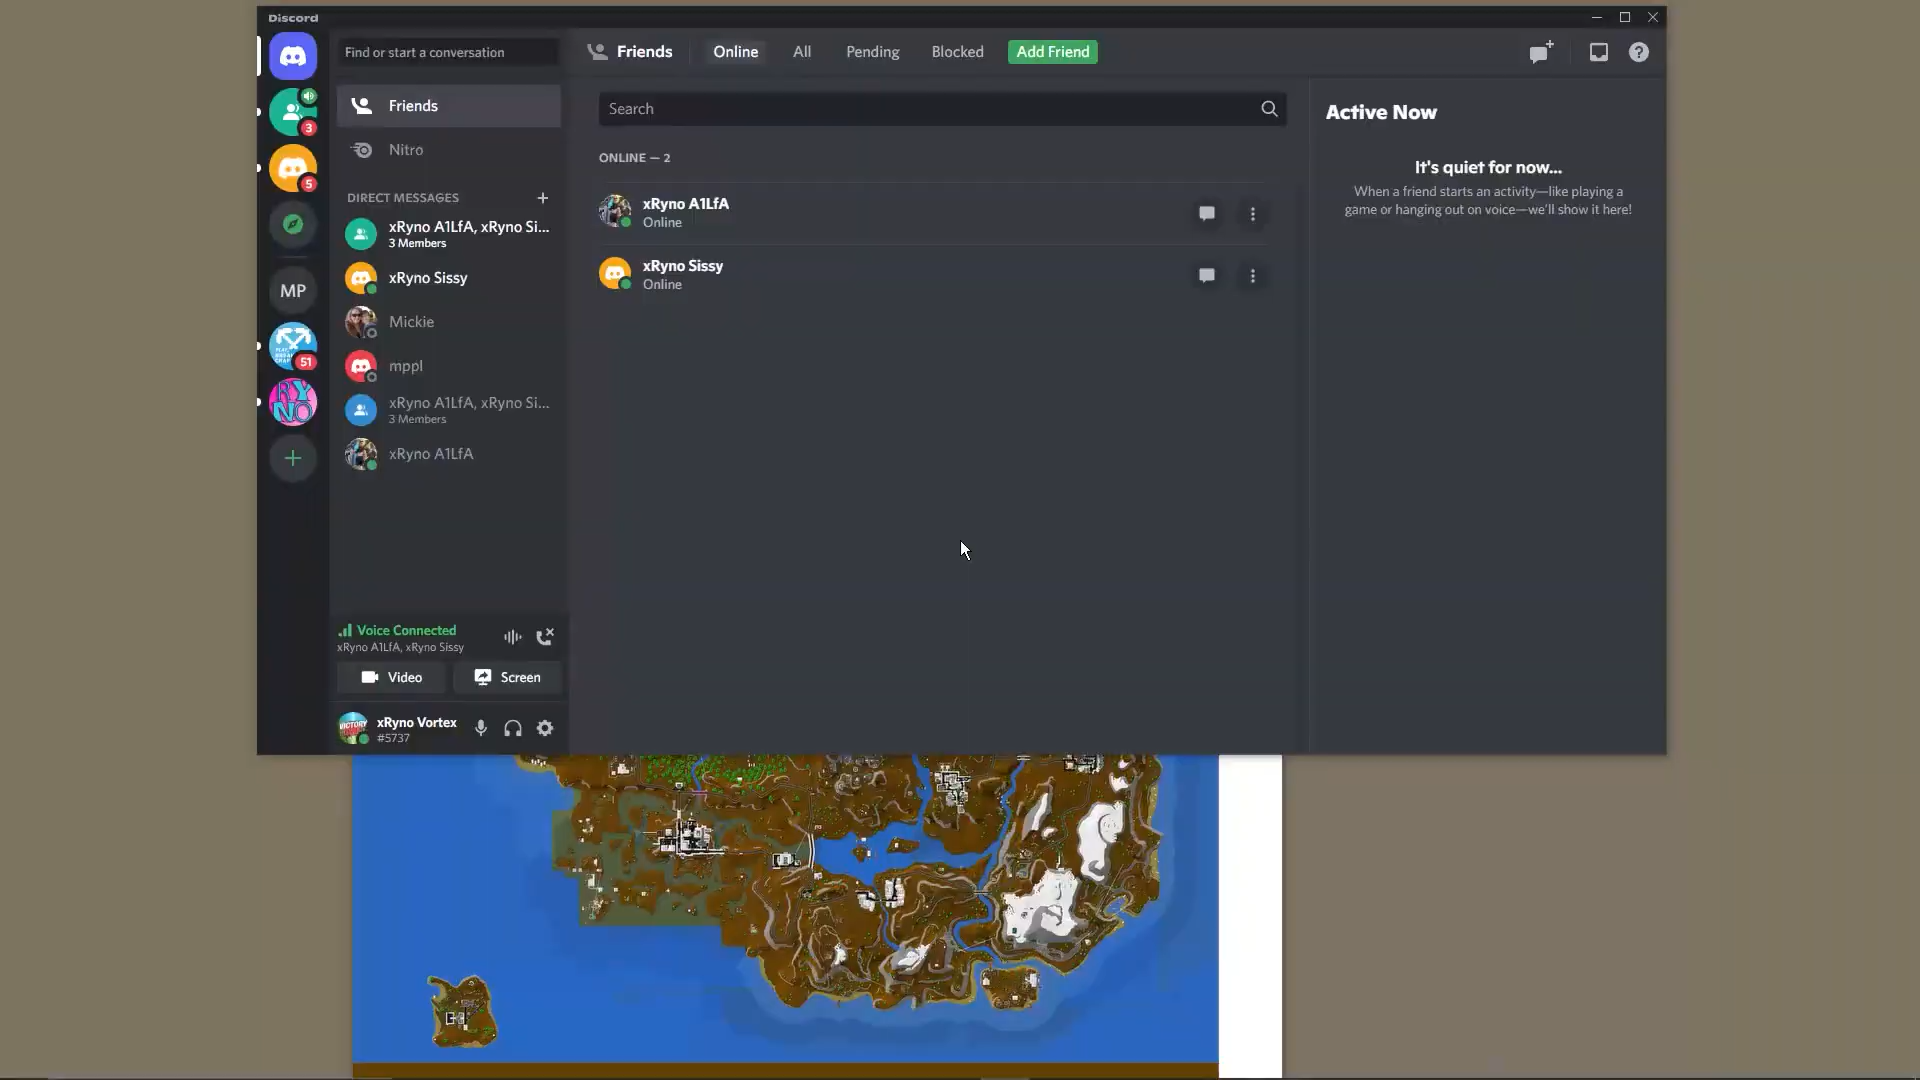 Discord
Find or start a conversation
Friends
Online
All
Pending
Blocked
Add Friend
3
5
MP
51
RY
NO
Friends
Nitro
DIRECT MESSAGES
xRyno A1LfA, xRyno Si...
3 Members
xRyno Sissy
Mickie
mppl
xRyno A1LfA, xRyno Si...
3 Members
xRyno A1LfA
Voice Connected
xRyno A1LfA, xRyno Sissy
Video
Screen
xRyno Vortex
#5737
Search
ONLINE — 2
xRyno A1LfA
Online
xRyno Sissy
Online
Active Now
It's quiet for now...
When a friend starts an activity—like playing a
game or hanging out on voice—we'll show it here!